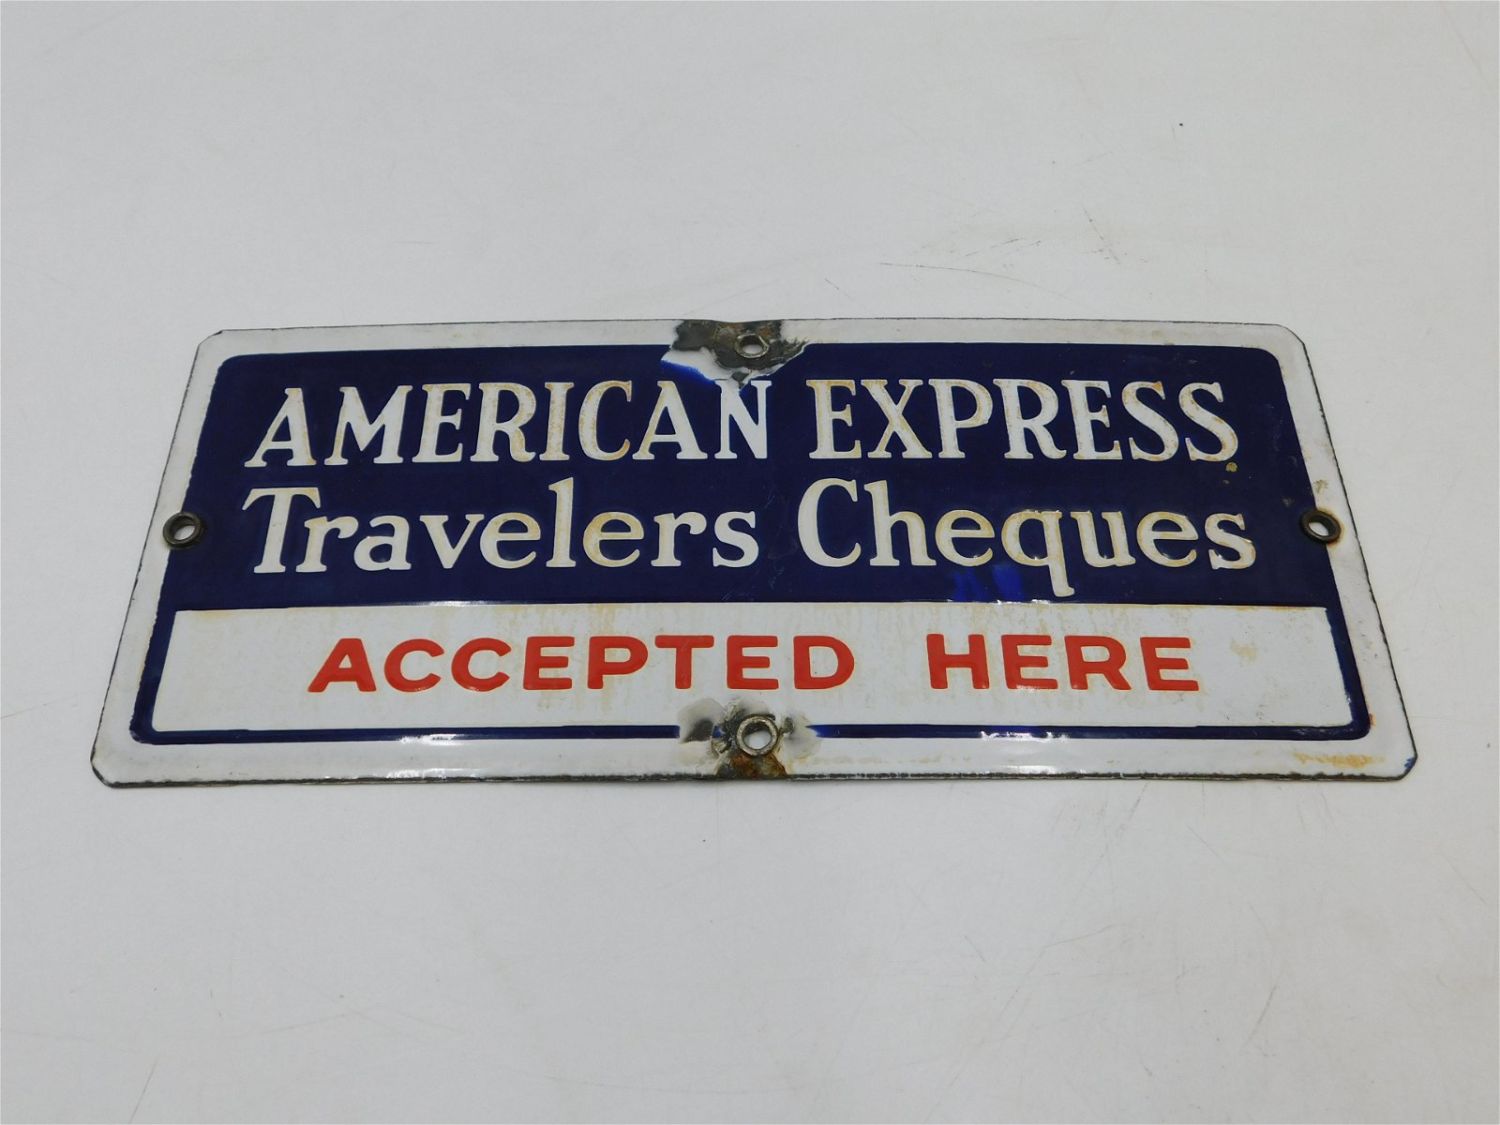 AMERICAN EXPRESS
Travelers Cheques
ACCEPTED HERE